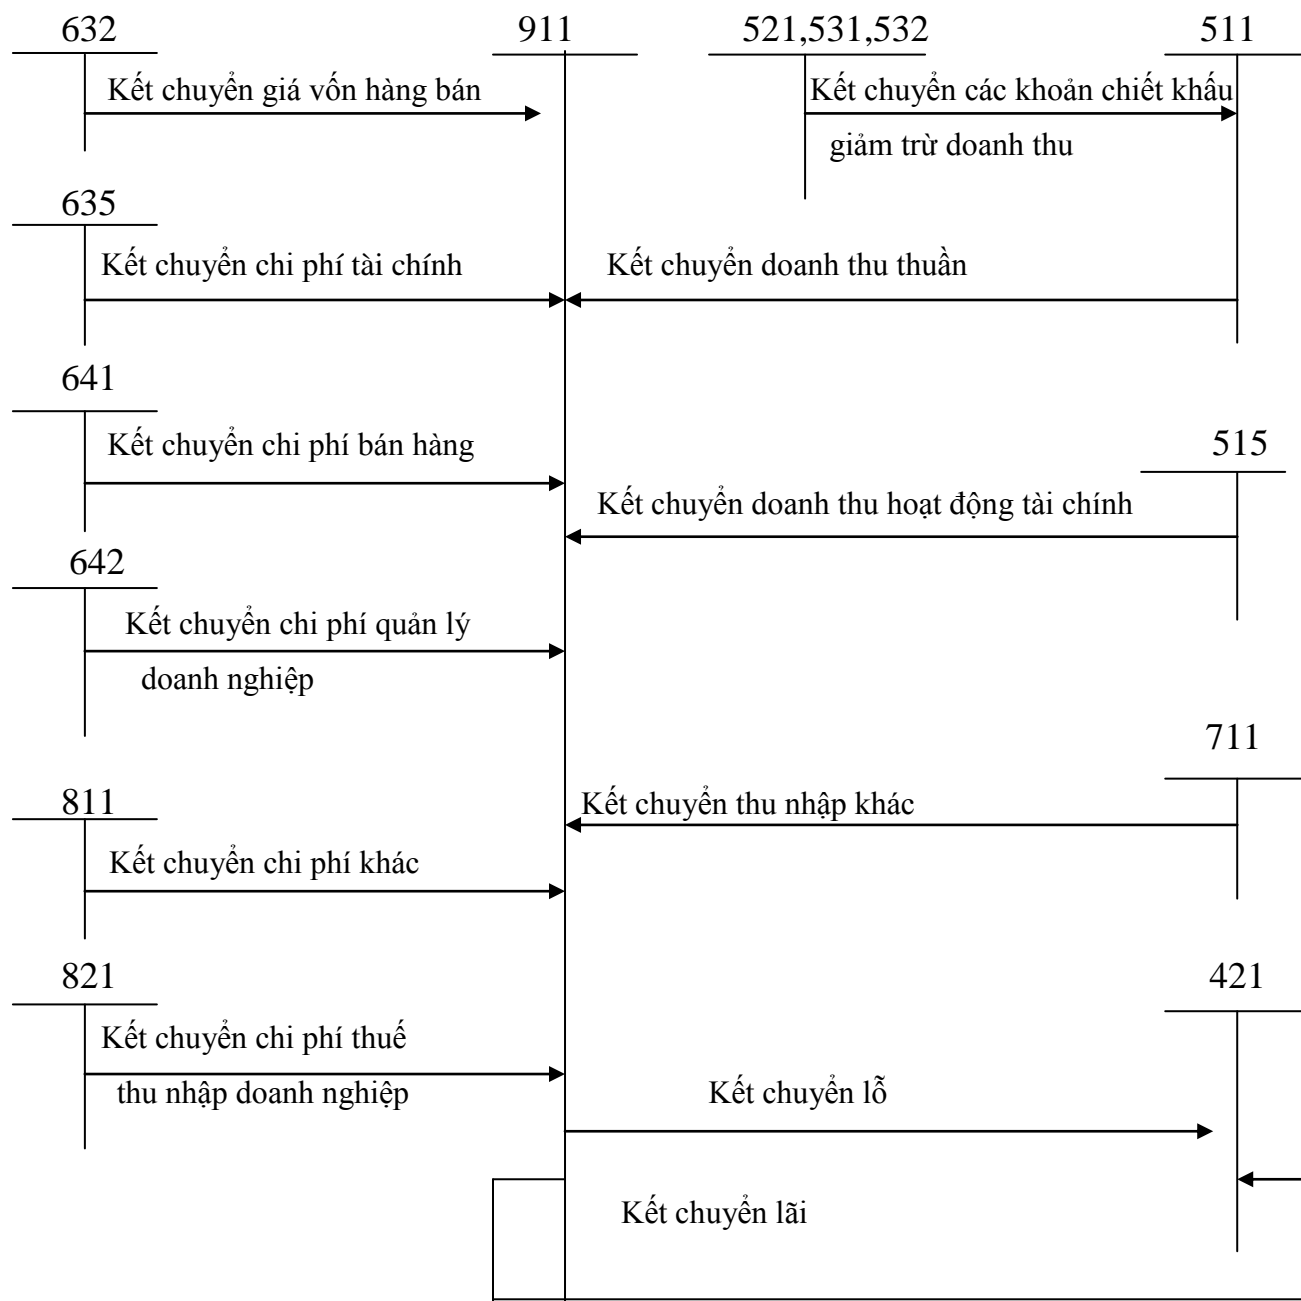 632
911
521,531,532
511
Kết chuyển giá vốn hàng bán
Kết chuyển các khoản chiết khấu
giảm trừ doanh thu
635
Kết chuyển chi phí tài chính
Kết chuyển doanh thu thuần
641
Kết chuyển chi phí bán hàng
515
Kết chuyển doanh thu hoạt động tài chính
642
Kết chuyển chi phí quản lý
doanh nghiệp
711
811
Kết chuyển thu nhập khác
Kết chuyển chi phí khác
821
421
Kết chuyển chi phí thuế
thu nhập doanh nghiệp
Kết chuyển lỗ
Kết chuyển lãi